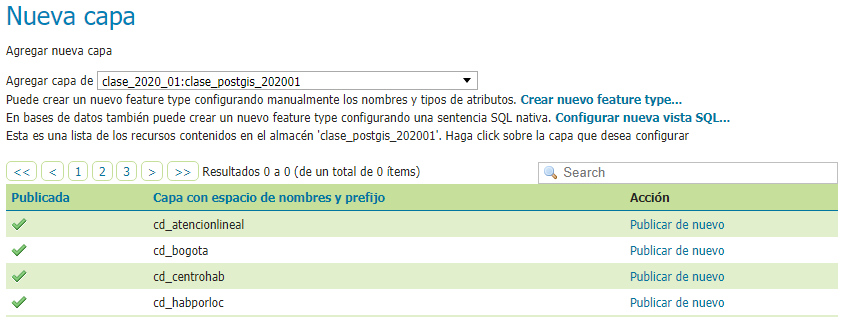 Nueva capa
Agregar nueva capa
Agregar capa de clase_2020_01:clase_postgis_202001
Puede crear un nuevo feature type configurando manualmente los nombres y tipos de atributos. Crear nuevo feature type...
En bases de datos también puede crear un nuevo feature type configurando una sentencia SQL nativa. Configurar nueva vista SQL...
Esta es una lista de los recursos contenidos en el almacén 'clase_postgis_202001'. Haga click sobre la capa que desea configurar
<< < 1 2 3 > >> Resultados 0 a 0 (de un total de 0 ítems) Search
Publicada Capa con espacio de nombres y prefijo Acción
cd_atencionlineal Publicar de nuevo
cd_bogota Publicar de nuevo
cd_centrohab Publicar de nuevo
cd_habporloc Publicar de nuevo